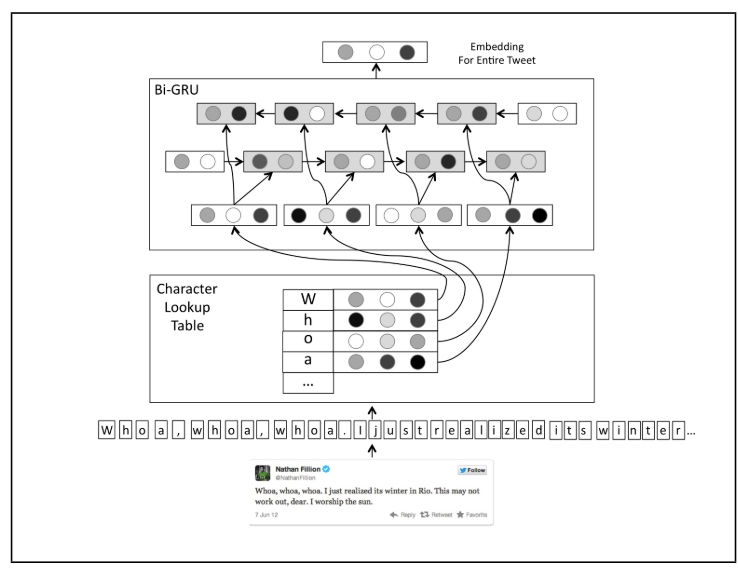 Embedding
For Entire Tweet
Bi-GRU
Character
Lookup
Table
W
h
o
a
...
W h o a , w h o a , w h o a . I j u s t r e a l i z e d i t s w i n t e r ...
Nathan Fillion
@NathanFillion
Follow
Whoa, whoa, whoa. I just realized its winter in Rio. This may not
work out, dear. I worship the sun.
7 Jun 12
Reply Retweet Favorite